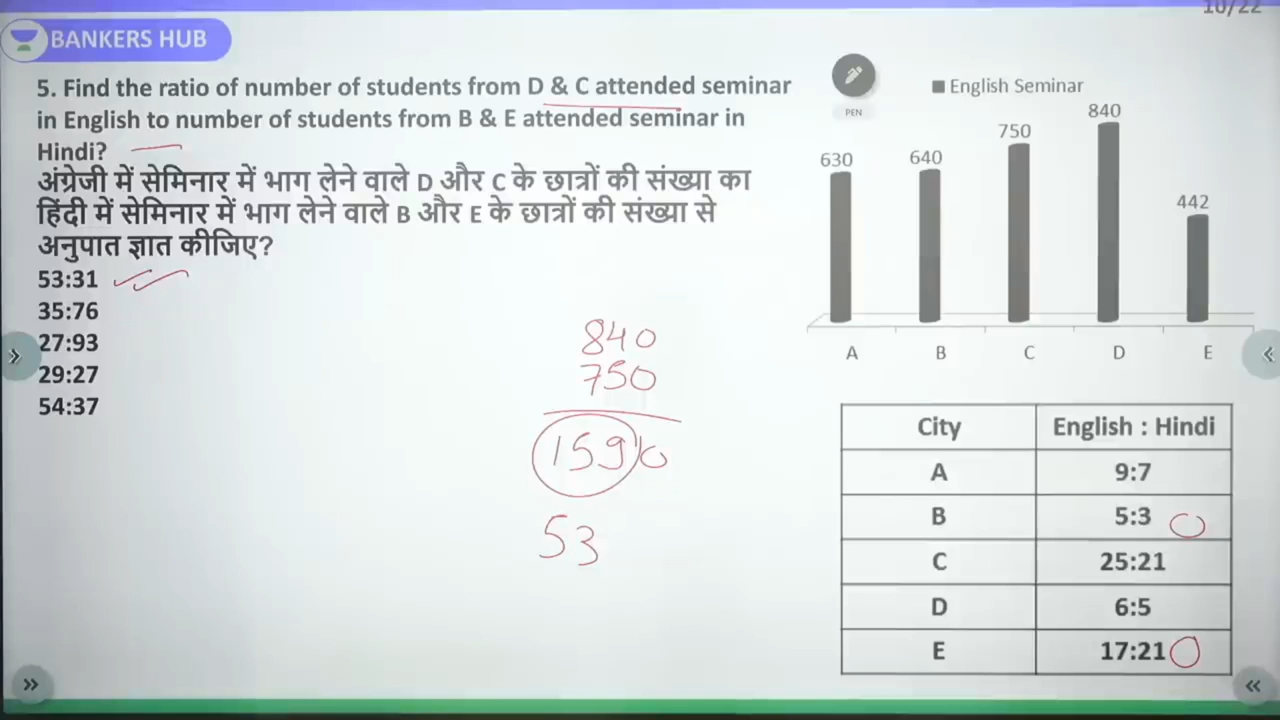 10/22
BANKERS HUB
5. Find the ratio of number of students from D & C attended seminar
in English to number of students from B & E attended seminar in
Hindi?
अंग्रेजी में सेमिनार में भाग लेने वाले D और C के छात्रों की संख्या का
हिंदी में सेमिनार में भाग लेने वाले B और E के छात्रों की संख्या से
अनुपात ज्ञात कीजिए?
53:31
35:76
27:93
29:27
54:37
840
750
1590
53
PEN
English Seminar
630 640 750 840 442
A B C D E
City English : Hindi
A 9:7
B 5:3
C 25:21
D 6:5
E 17:21